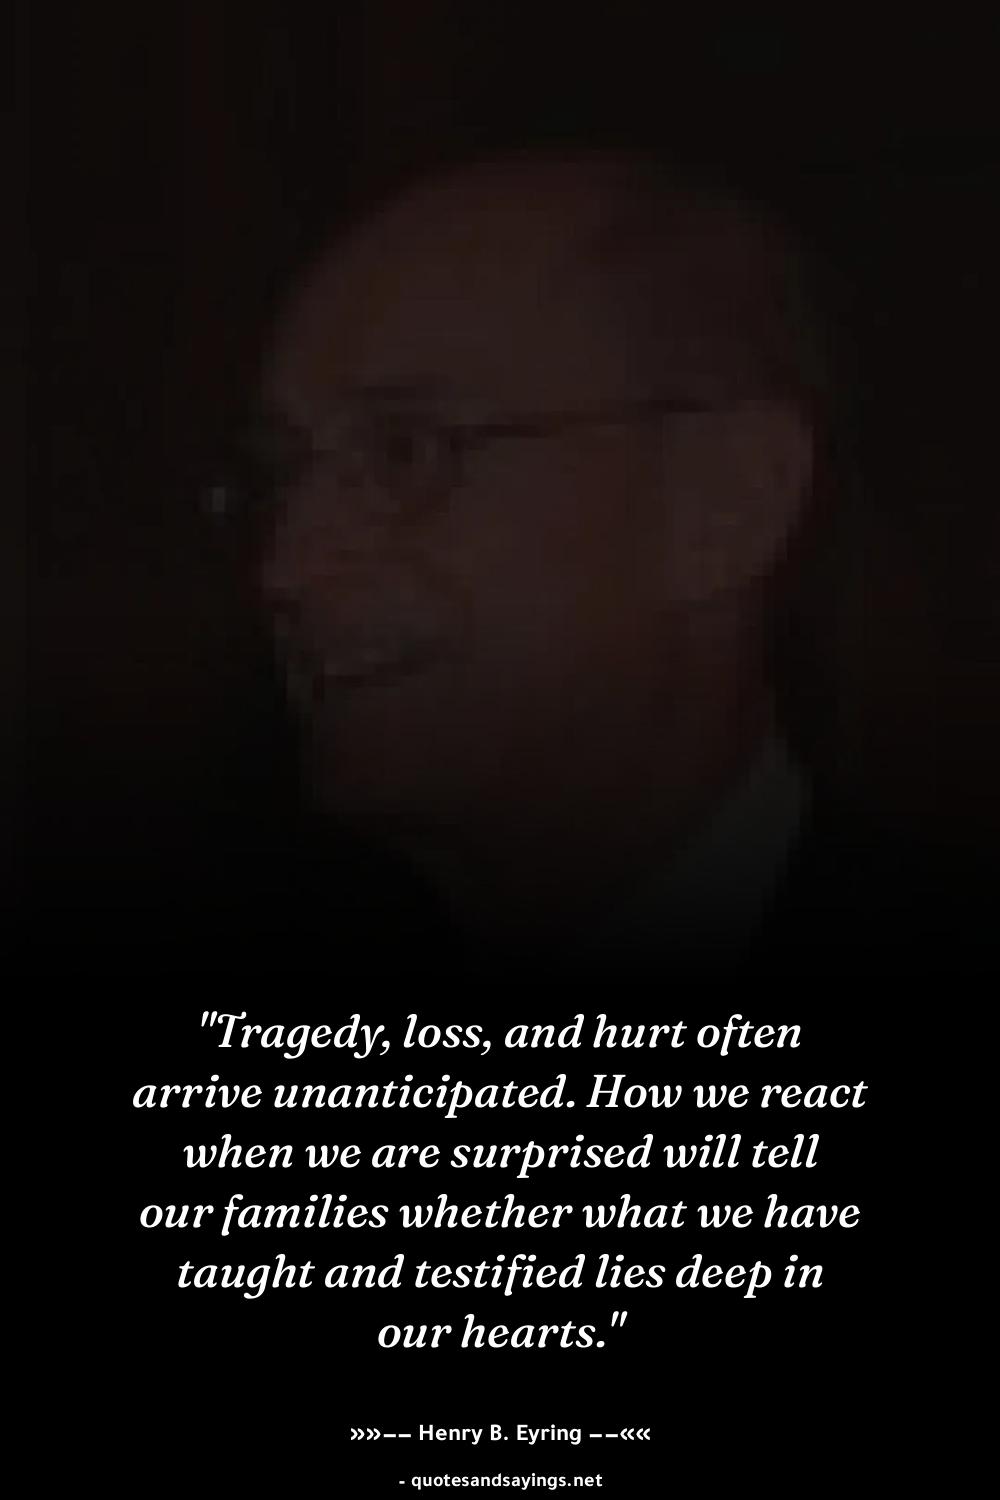 "Tragedy, loss, and hurt often
arrive unanticipated. How we react
when we are surprised will tell
our families whether what we have
taught and testified lies deep in
our hearts."
»»–– Henry B. Eyring ––««
- quotesandsayings.net